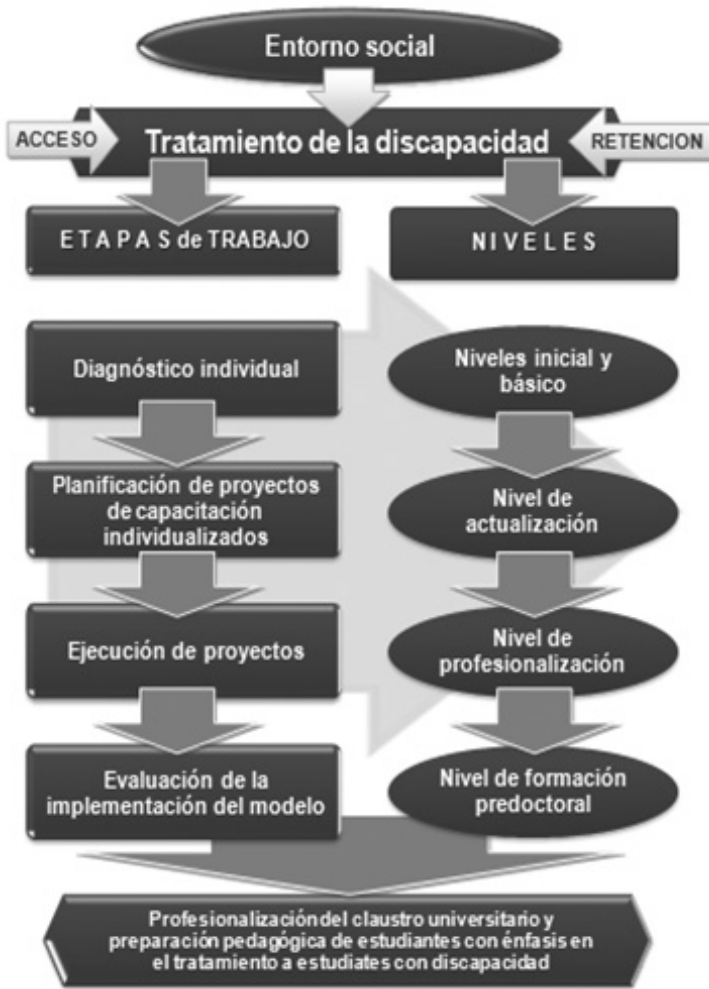 Entorno social
ACCESO
Tratamiento de la discapacidad
RETENCION
E T A P A S de TRABAJO
N I V E L E S
Diagnóstico individual
Niveles inicial y
básico
Planificación de proyectos
de capacitación
individualizados
Nivel de
actualización
Ejecución de proyectos
Nivel de
profesionalización
Evaluación de la
implementación del modelo
Nivel de formación
predoctoral
Profesionalización del claustro universitario y
preparación pedagógica de estudiantes con énfasis en
el tratamiento a estudiates con discapacidad